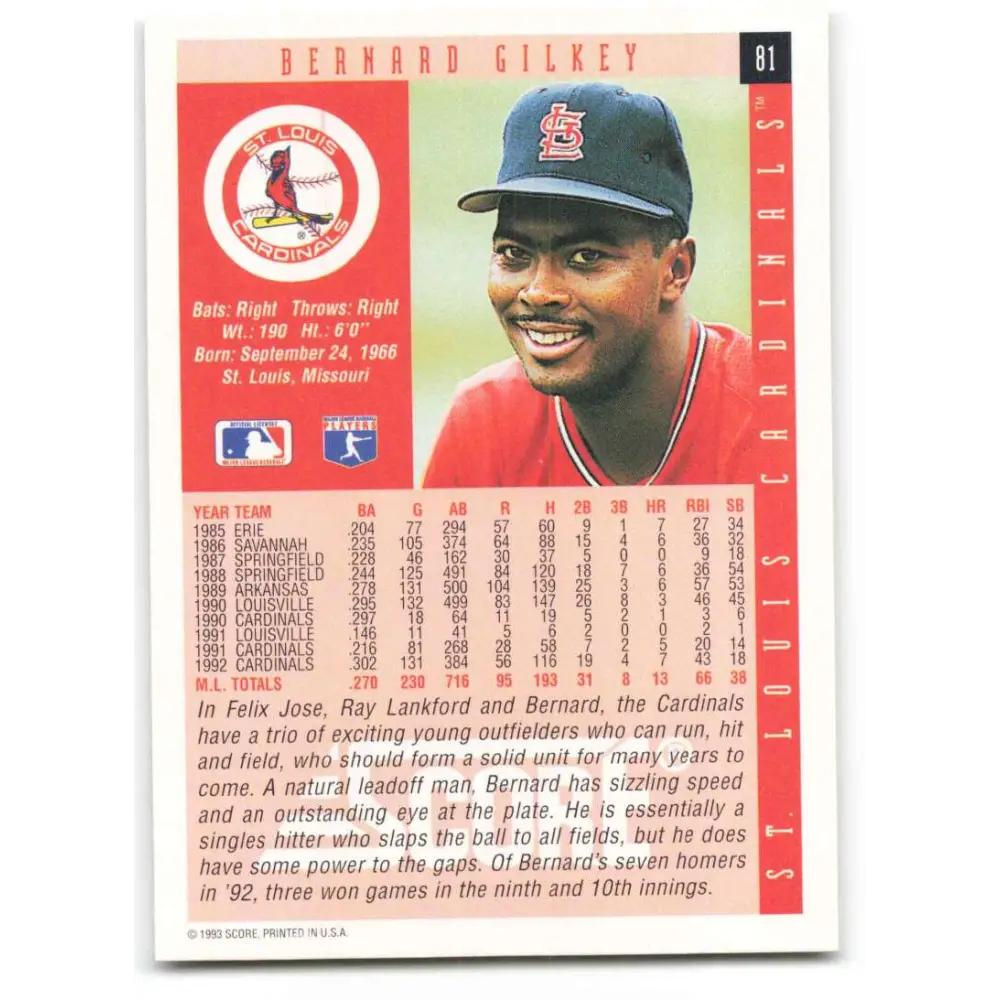 BERNARD GILKEY
81
ST. LOUIS CARDINALS™
ST. LOUIS
CARDINALS
®
Bats: Right Throws: Right
Wt.: 190 Ht.: 6'0"
Born: September 24, 1966
St. Louis, Missouri
OFFICIAL LICENSEE
MAJOR LEAGUE BASEBALL
MAJOR LEAGUE BASEBALL
PLAYERS
YEAR TEAM BA G AB R H 2B 3B HR RBI SB
1985 ERIE .204 77 294 57 60 9 1 7 27 34
1986 SAVANNAH .235 105 374 64 88 15 4 6 36 32
1987 SPRINGFIELD .228 46 162 30 37 5 0 0 9 18
1988 SPRINGFIELD .244 125 491 84 120 18 7 6 36 54
1989 ARKANSAS .278 131 500 104 139 25 3 6 57 53
1990 LOUISVILLE .295 132 499 83 147 26 8 3 46 45
1990 CARDINALS .297 18 64 11 19 5 2 1 3 6
1991 LOUISVILLE .146 11 41 5 6 2 0 0 2 1
1991 CARDINALS .216 81 268 28 58 7 2 5 20 14
1992 CARDINALS .302 131 384 56 116 19 4 7 43 18
M.L. TOTALS .270 230 716 95 193 31 8 13 66 38
In Felix Jose, Ray Lankford and Bernard, the Cardinals
have a trio of exciting young outfielders who can run, hit
and field, who should form a solid unit for many years to
come. A natural leadoff man, Bernard has sizzling speed
and an outstanding eye at the plate. He is essentially a
singles hitter who slaps the ball to all fields, but he does
have some power to the gaps. Of Bernard's seven homers
in '92, three won games in the ninth and 10th innings.
SCORE®
© 1993 SCORE, PRINTED IN U.S.A.